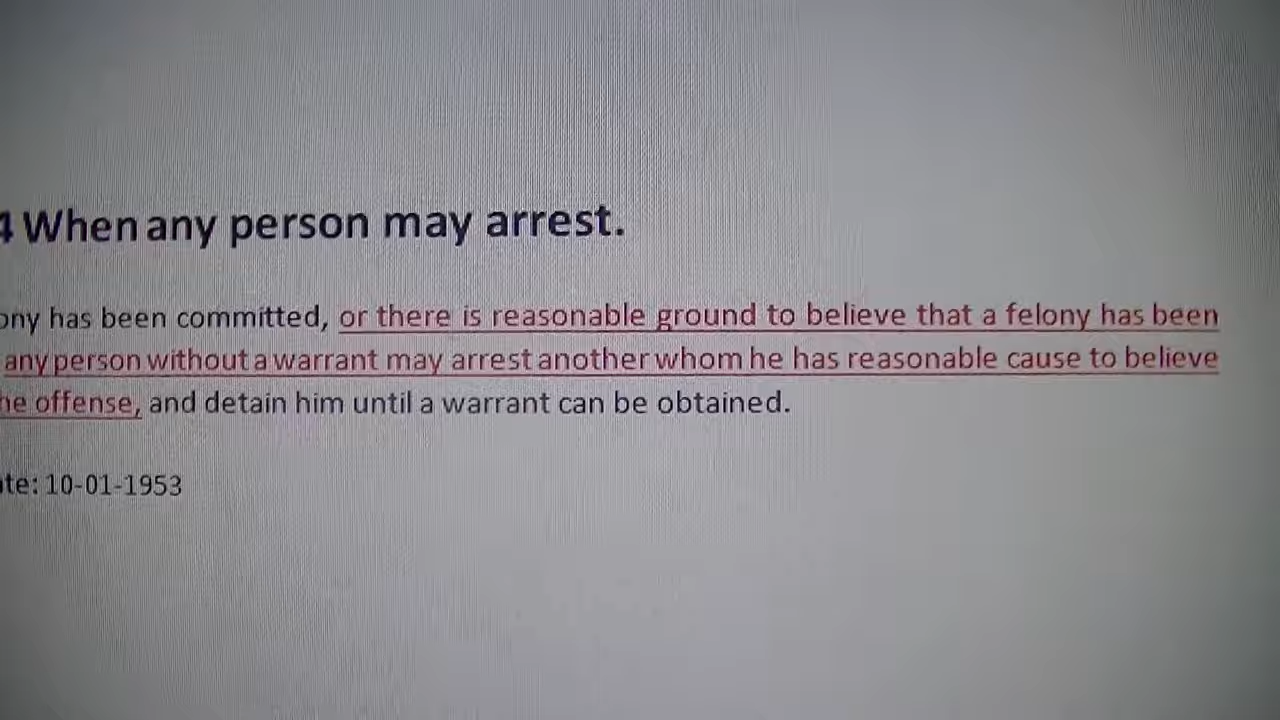 4 When any person may arrest.
ony has been committed, or there is reasonable ground to believe that a felony has been
any person without a warrant may arrest another whom he has reasonable cause to believe
he offense, and detain him until a warrant can be obtained.
te: 10-01-1953